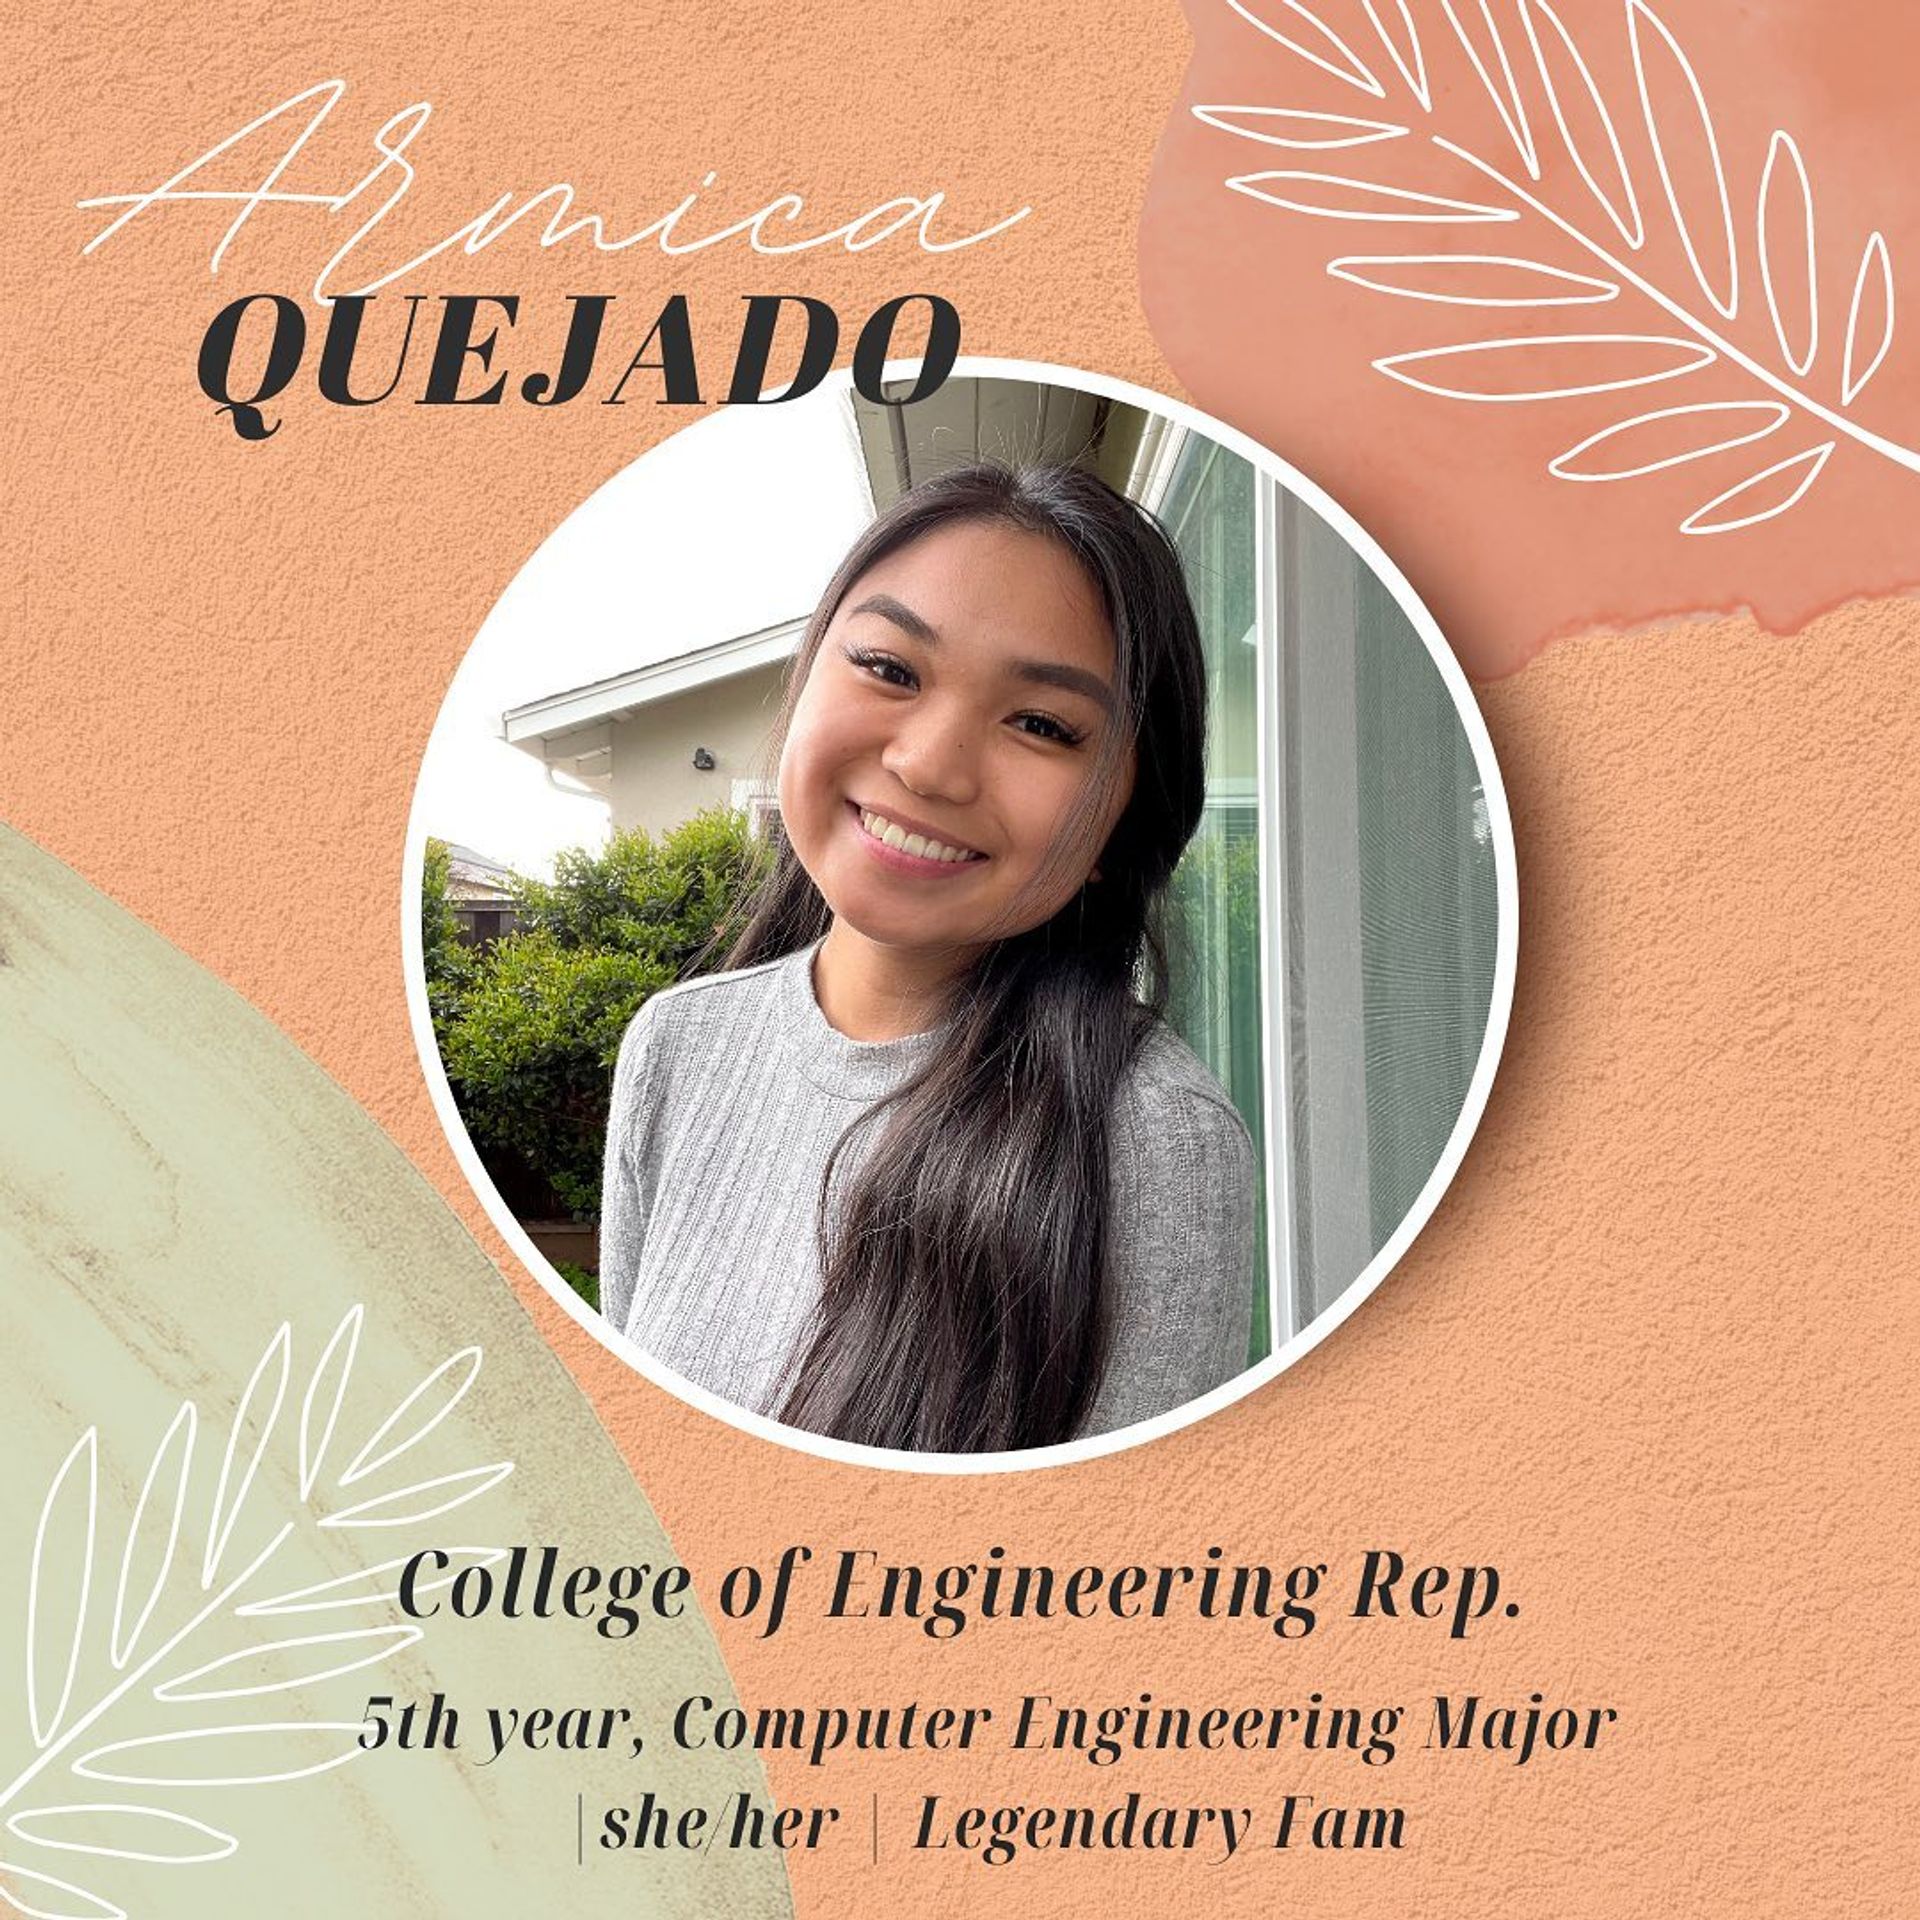 Armica
QUEJADO
College of Engineering Rep.
5th year, Computer Engineering Major
| she/her | Legendary Fam